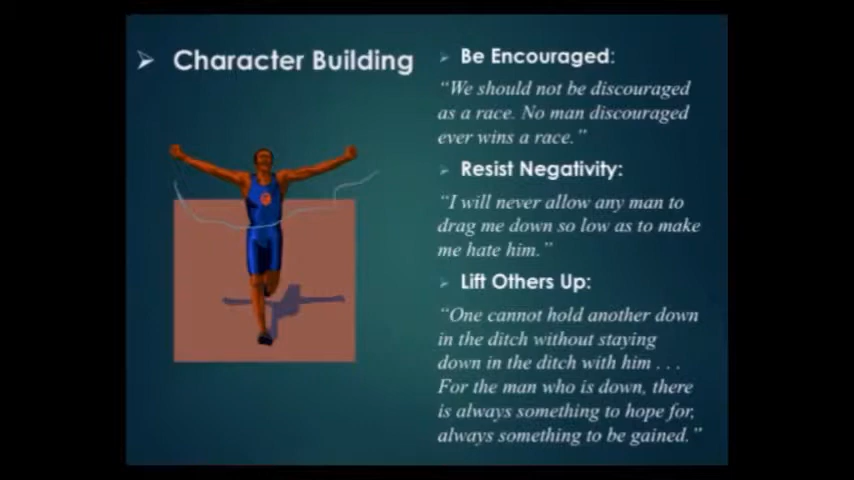 Character Building
Be Encouraged:
“We should not be discouraged
as a race. No man discouraged
ever wins a race.”
Resist Negativity:
“I will never allow any man to
drag me down so low as to make
me hate him.”
Lift Others Up:
“One cannot hold another down
in the ditch without staying
down in the ditch with him . . .
For the man who is down, there
is always something to hope for,
always something to be gained.”